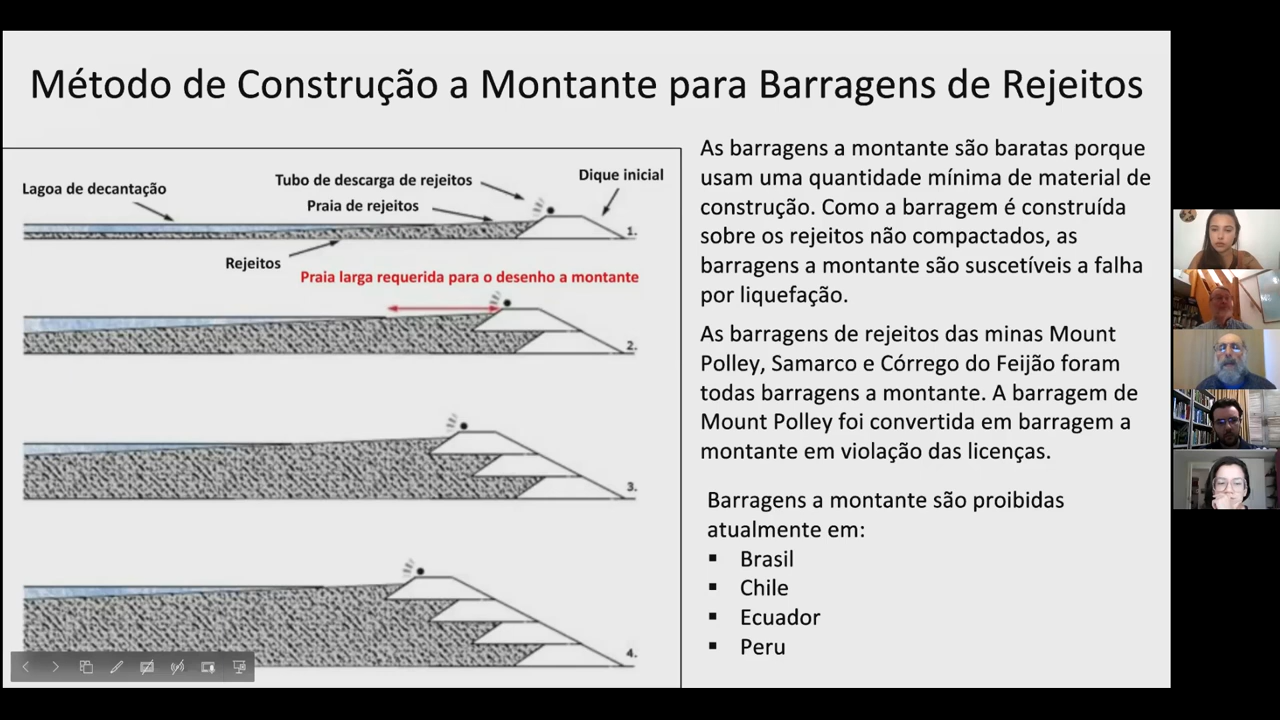 Método de Construção a Montante para Barragens de Rejeitos
Lagoa de decantação
Tubo de descarga de rejeitos
Dique inicial
Praia de rejeitos
1.
Rejeitos
Praia larga requerida para o desenho a montante
2.
3.
4.
As barragens a montante são baratas porque
usam uma quantidade mínima de material de
construção. Como a barragem é construída
sobre os rejeitos não compactados, as
barragens a montante são suscetíveis a falha
por liquefação.
As barragens de rejeitos das minas Mount
Polley, Samarco e Córrego do Feijão foram
todas barragens a montante. A barragem de
Mount Polley foi convertida em barragem a
montante em violação das licenças.
Barragens a montante são proibidas
atualmente em:
▪ Brasil
▪ Chile
▪ Ecuador
▪ Peru